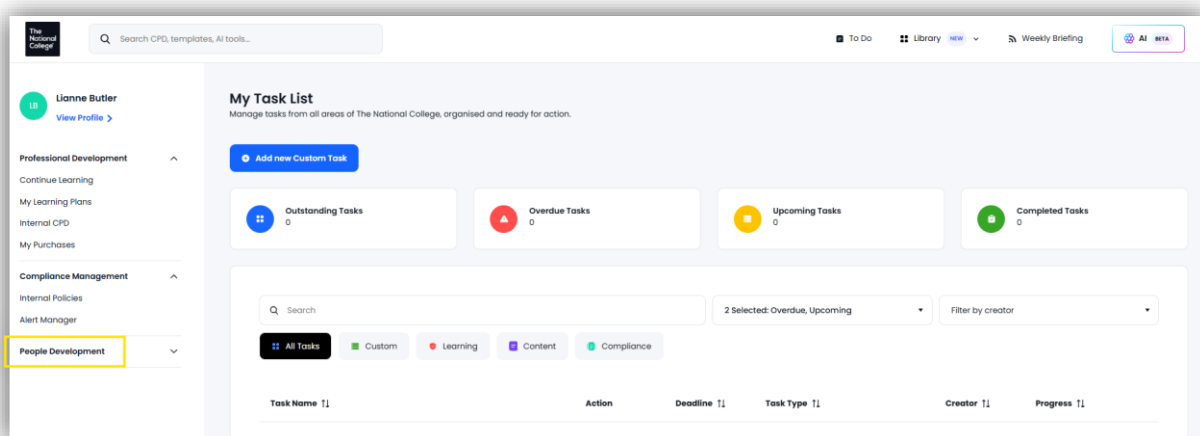 The
National
College
Search CPD, templates, AI tools...
To Do
Library NEW
Weekly Briefing
AI BETA
LB
Lianne Butler
View Profile
Professional Development
Continue Learning
My Learning Plans
Internal CPD
My Purchases
Compliance Management
Internal Policies
Alert Manager
People Development
My Task List
Manage tasks from all areas of The National College, organised and ready for action.
Add new Custom Task
Outstanding Tasks
0
Overdue Tasks
0
Upcoming Tasks
0
Completed Tasks
0
Search
2 Selected: Overdue, Upcoming
Filter by creator
All Tasks
Custom
Learning
Content
Compliance
Task Name
Action
Deadline
Task Type
Creator
Progress